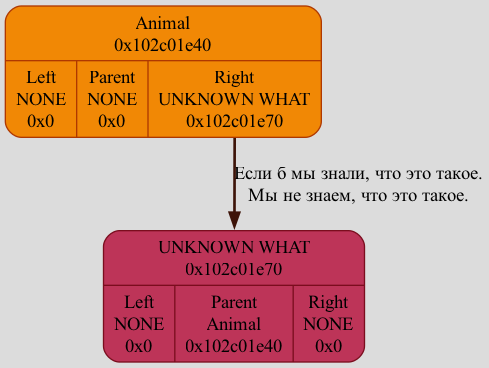 Animal
0x102c01e40
Left
NONE
0x0
Parent
NONE
0x0
Right
UNKNOWN WHAT
0x102c01e70
Если б мы знали, что это такое.
Мы не знаем, что это такое.
UNKNOWN WHAT
0x102c01e70
Left
NONE
0x0
Parent
Animal
0x102c01e40
Right
NONE
0x0